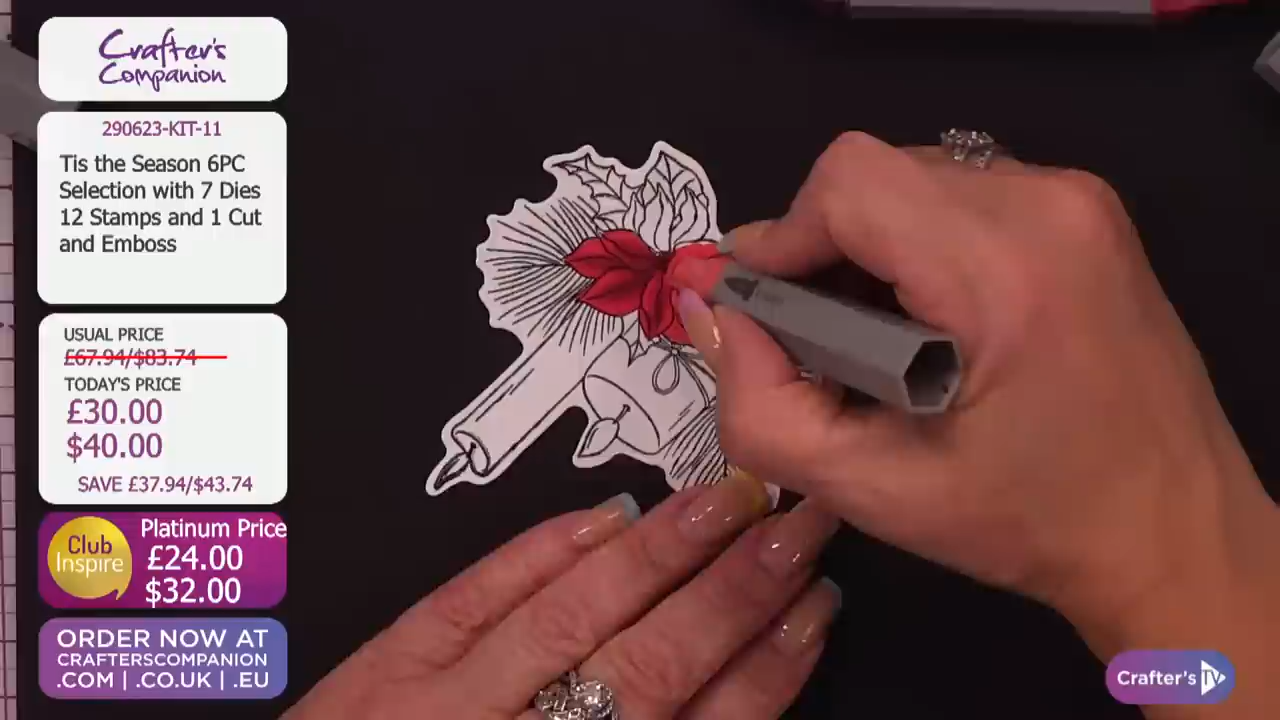 Crafter's
Companion
290623-KIT-11
Tis the Season 6PC
Selection with 7 Dies
12 Stamps and 1 Cut
and Emboss
USUAL PRICE
£67.94/$83.74
TODAY'S PRICE
£30.00
$40.00
SAVE £37.94/$43.74
Club
Inspire
Platinum Price
£24.00
$32.00
ORDER NOW AT
CRAFTERSCOMPANION
.COM | .CO.UK | .EU
Crafter's TV